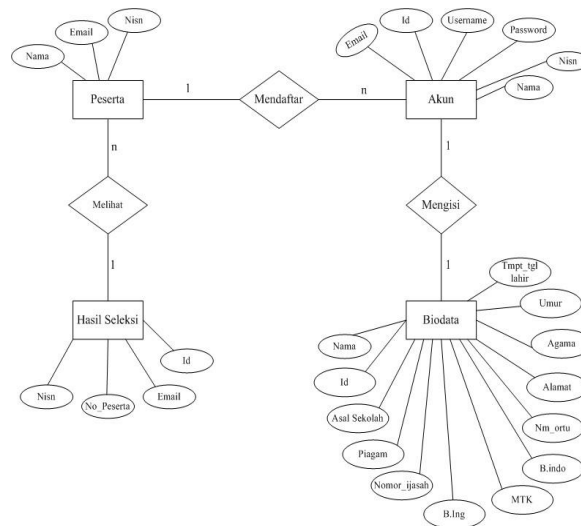 Nisn
Email
Nama
Peserta
1
Mendaftar
n
Email
Id
Username
Password
Nisn
Nama
Akun
n
Melihat
1
1
Mengisi
1
Hasil Seleksi
Id
Nisn
No_Peserta
Email
Biodata
Tmpt_tgl
lahir
Umur
Agama
Alamat
Nm_ortu
B.indo
MTK
B.Ing
Nomor_ijasah
Piagam
Asal Sekolah
Id
Nama